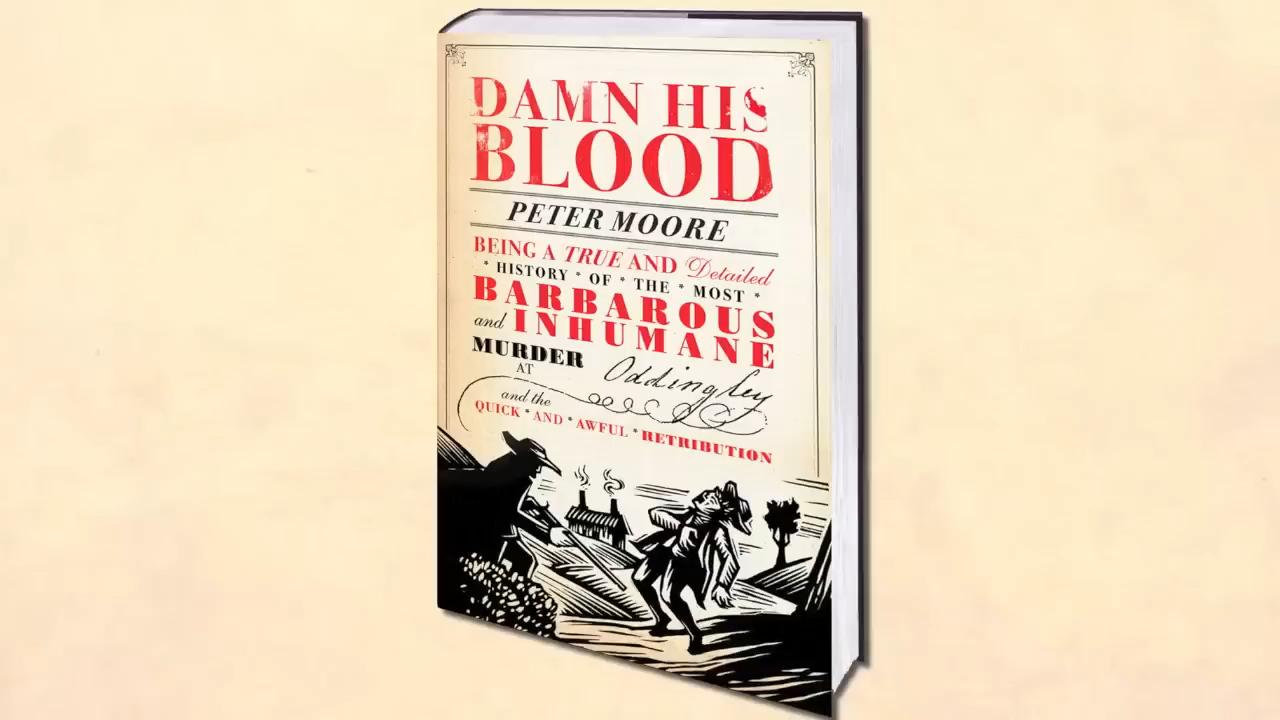 DAMN HIS
BLOOD
PETER MOORE
BEING A TRUE AND Detailed
* HISTORY * OF * THE * MOST *
BARBAROUS
and INHUMANE
MURDER
AT Oddingley
and the
QUICK * AND * AWFUL * RETRIBUTION